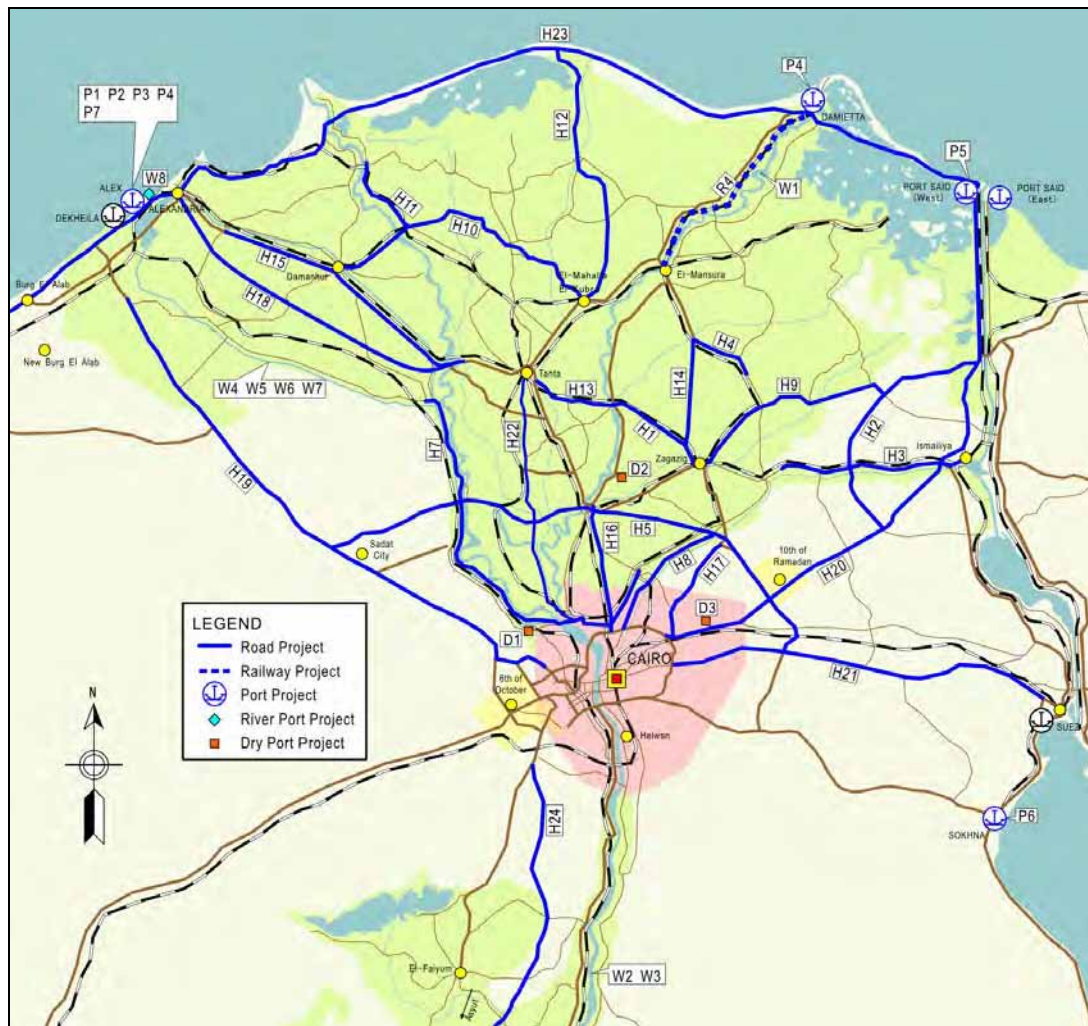 H23
P4
P1 P2 P3 P4
P7
DAMIETTA
H12
P5
R4
W1
ALEX
W8
DEKHEILA
ALEXANDRIA
PORT SAID
(West)
PORT SAID
(East)
H11
H10
H15
Damanhur
El-Mahalla
El-Kubra
El-Mansura
Burg El Alab
H18
New Burg El Alab
H4
W4 W5 W6 W7
Tanta
H13
H14
H9
H1
H2
H7
H22
Zagazig
H3
Ismailiya
D2
H19
H16
H5
Sadat
City
H8
H17
10th of
Ramadan
H20
LEGEND
Road Project
Railway Project
Port Project
River Port Project
Dry Port Project
D1
D3
CAIRO
H21
6th of
October
N
Helwan
SUEZ
H24
P6
SOKHNA
El-Faiyum
Asyut
W2 W3